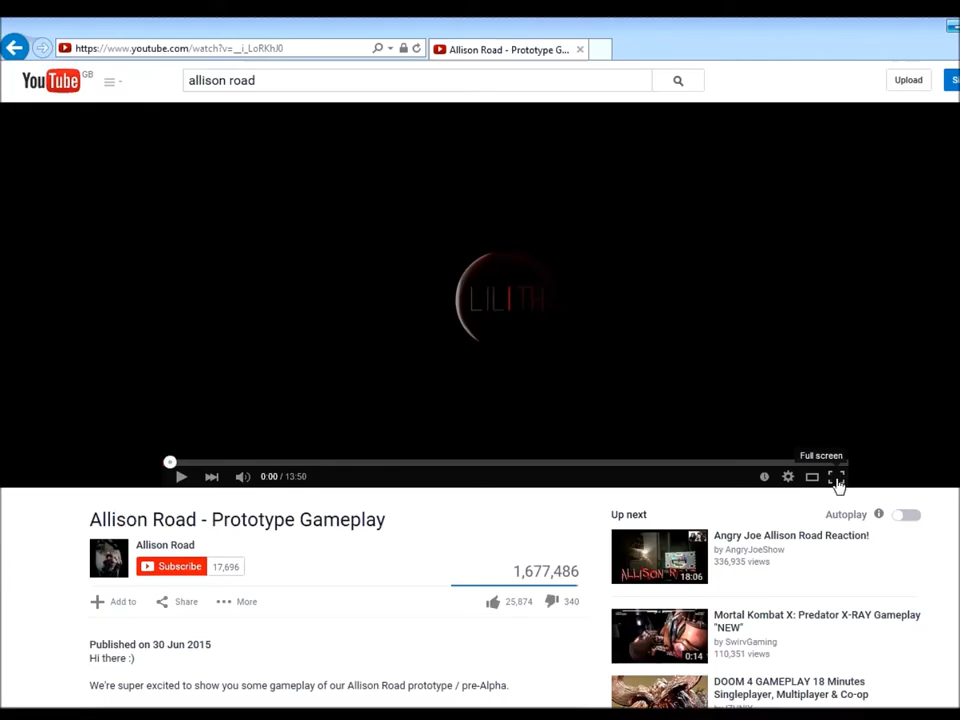 https://www.youtube.com/watch?v=__i_LoRKhJ0
Allison Road - Prototype G...
YouTube GB
allison road
Upload
LILITH
Full screen
0:00 / 13:50
Allison Road - Prototype Gameplay
Allison Road
Subscribe 17,696
1,677,486
Add to Share More
25,874 340
Published on 30 Jun 2015
Hi there :)
We're super excited to show you some gameplay of our Allison Road prototype / pre-Alpha.
Up next
Autoplay
ALLISON R
18:06
Angry Joe Allison Road Reaction!
by AngryJoeShow
336,935 views
0:14
Mortal Kombat X: Predator X-RAY Gameplay
"NEW"
by SwirvGaming
110,351 views
DOOM 4 GAMEPLAY 18 Minutes
Singleplayer, Multiplayer & Co-op